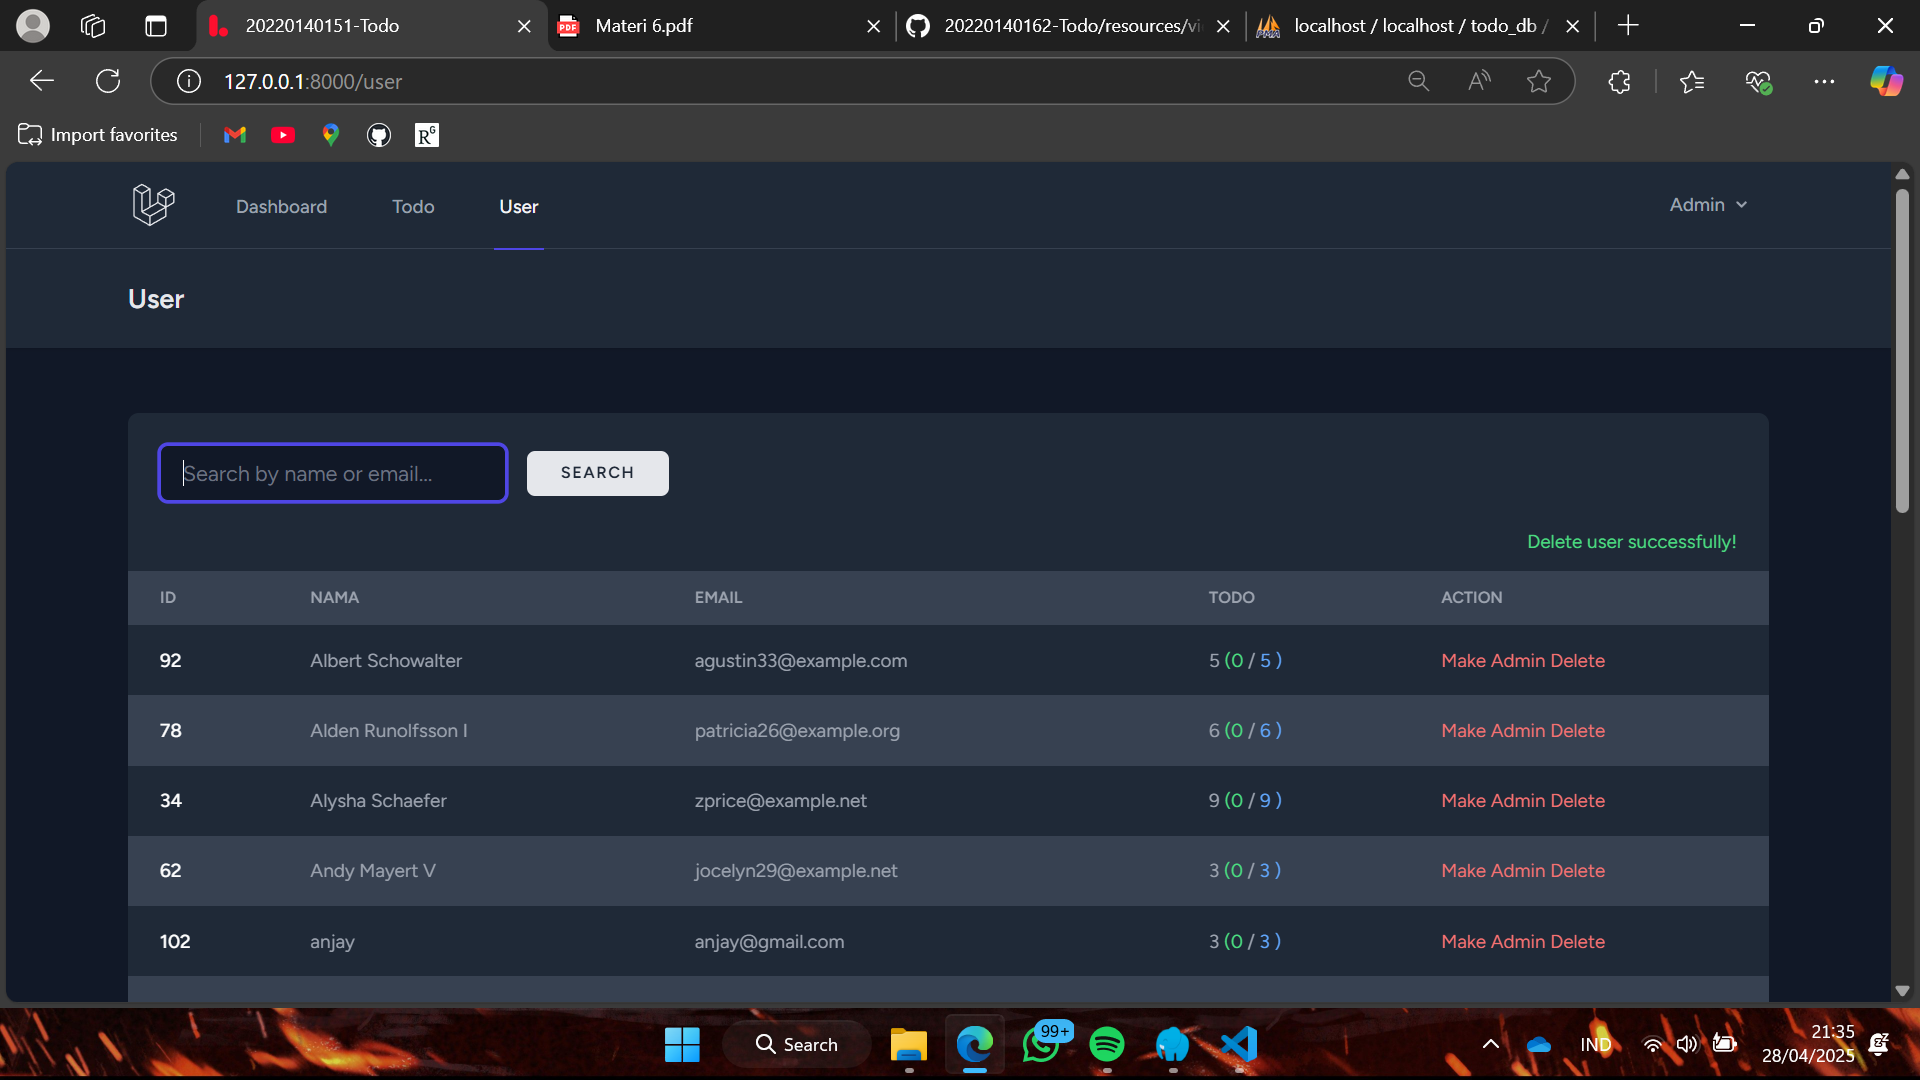 20220140151-Todo
Materi 6.pdf
20220140162-Todo/resources/vi
localhost / localhost / todo_db /
127.0.0.1:8000/user
Import favorites
Dashboard
Todo
User
Admin
User
Search by name or email...
SEARCH
Delete user successfully!
ID NAMA EMAIL TODO ACTION
92 Albert Schowalter agustin33@example.com 5 (0 / 5 ) Make Admin Delete
78 Alden Runolfsson I patricia26@example.org 6 (0 / 6 ) Make Admin Delete
34 Alysha Schaefer zprice@example.net 9 (0 / 9 ) Make Admin Delete
62 Andy Mayert V jocelyn29@example.net 3 (0 / 3 ) Make Admin Delete
102 anjay anjay@gmail.com 3 (0 / 3 ) Make Admin Delete
Search
99+
IND
21:35
28/04/2025